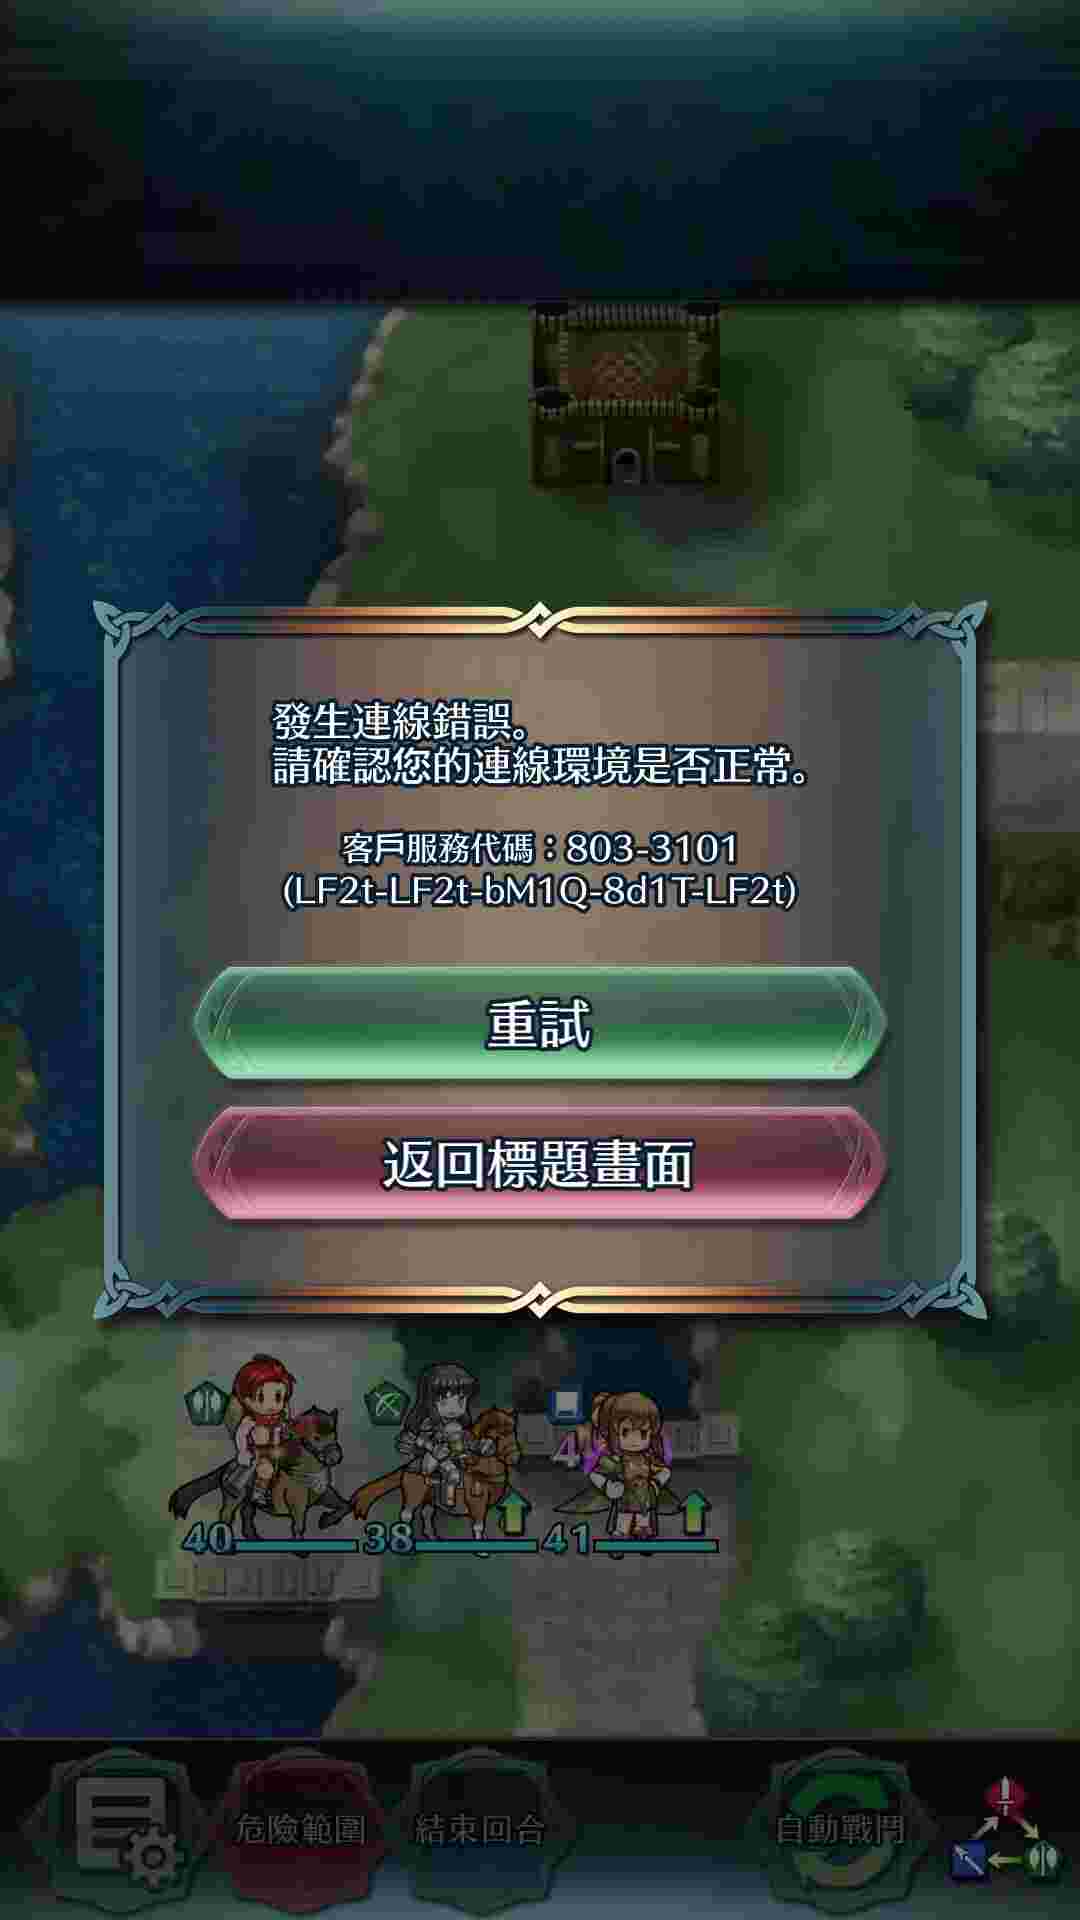 發生連線錯誤。
請確認您的連線環境是否正常。
客戶服務代碼：803-3101
(LF2t-LF2t-bM1Q-8d1T-LF2t)
重試
返回標題畫面
4
40
38
41
危險範圍
結束回合
自動戰鬥